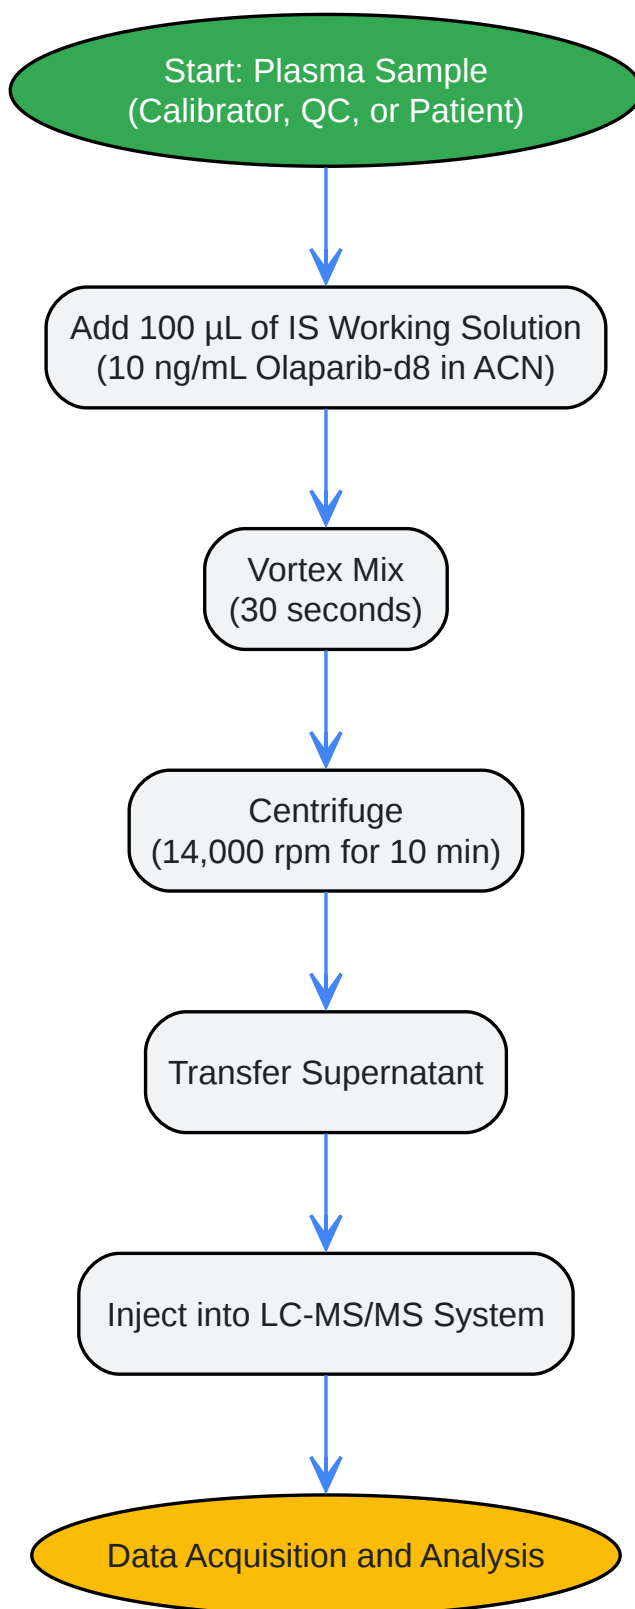 Start: Plasma Sample
(Calibrator, QC, or Patient)
Add 100 µL of IS Working Solution
(10 ng/mL Olaparib-d8 in ACN)
Vortex Mix
(30 seconds)
Centrifuge
(14,000 rpm for 10 min)
Transfer Supernatant
Inject into LC-MS/MS System
Data Acquisition and Analysis